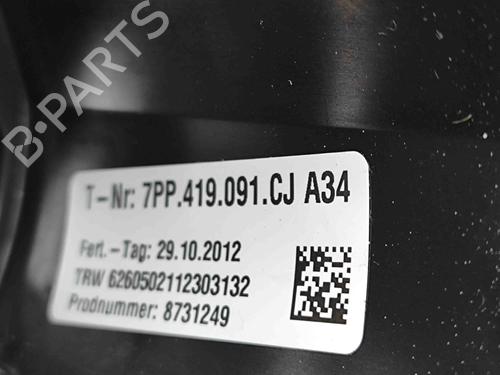 B-PARTS
T-Nr: 7PP.419.091.CJ A34
Fert.-Tag: 29.10.2012
TRW 6260502112303132
Prodnummer: 8731249